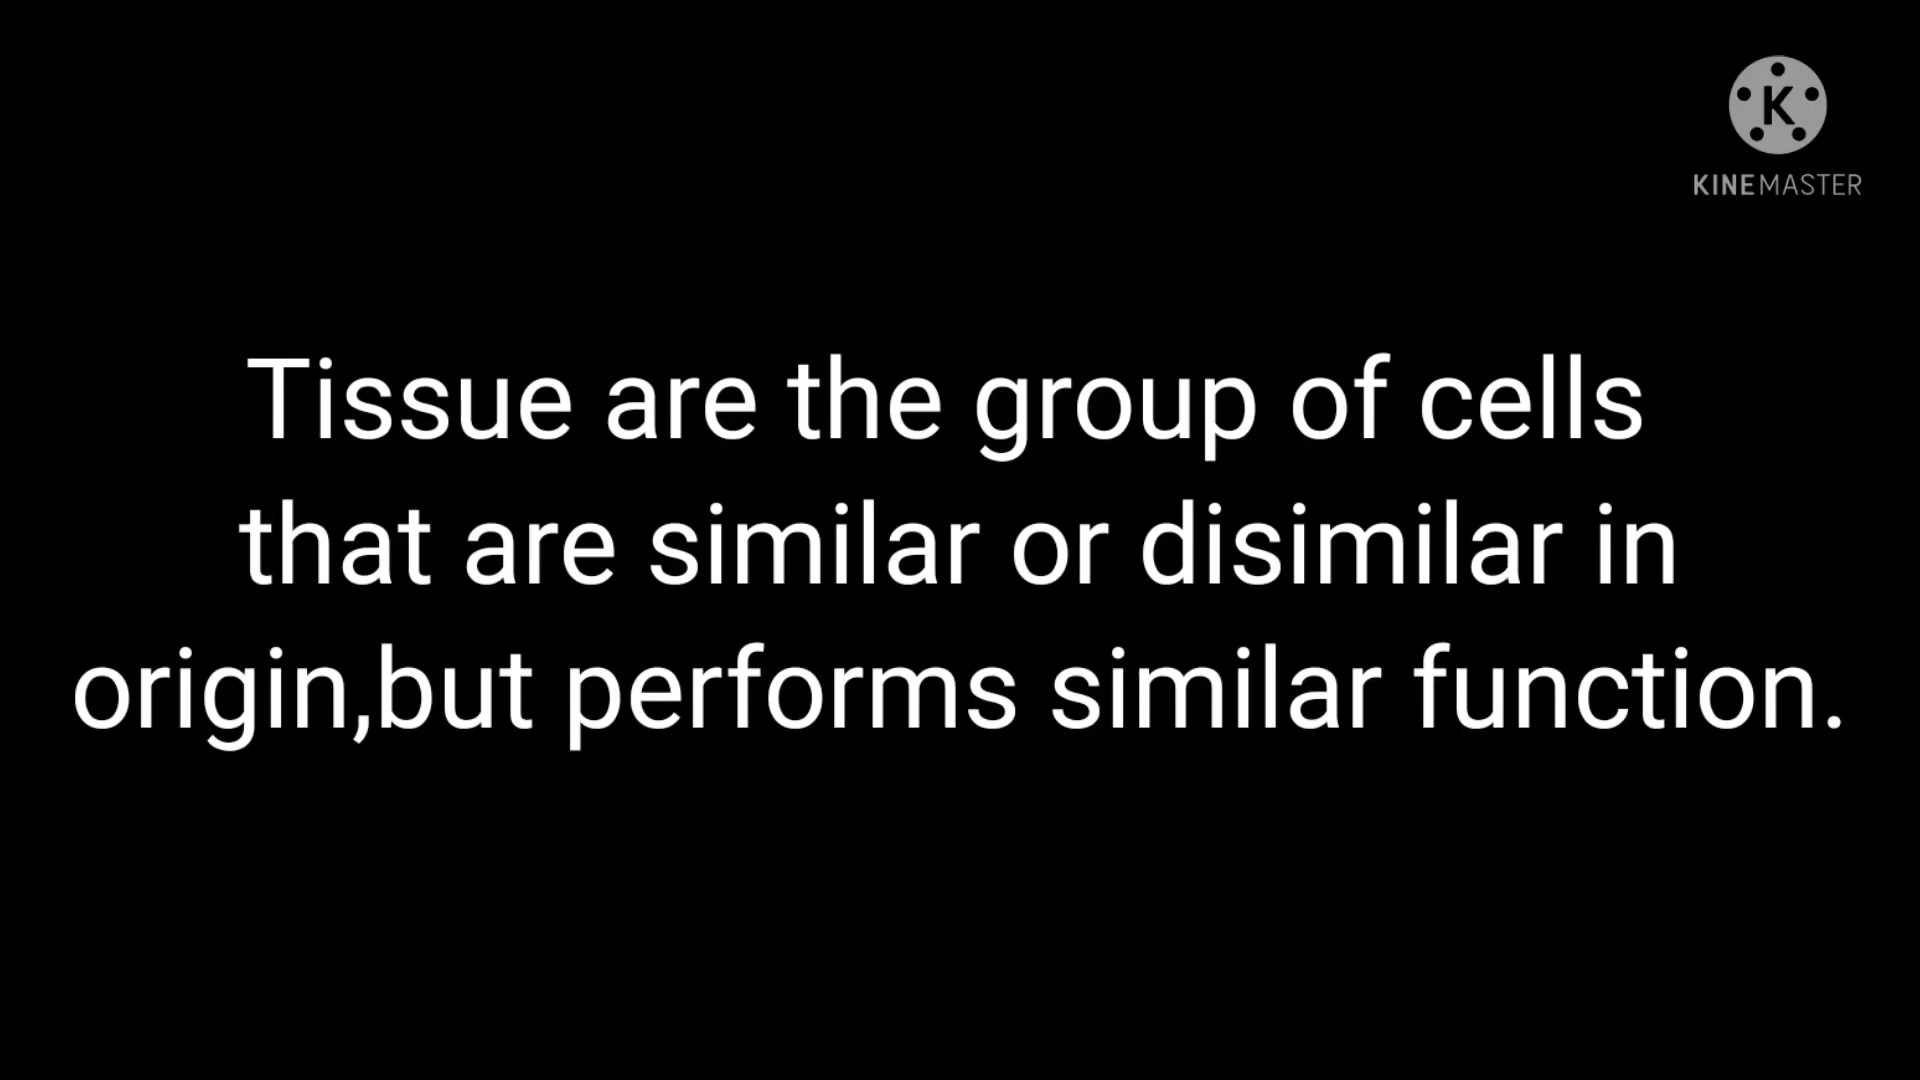 K
KINEMASTER
Tissue are the group of cells
that are similar or disimilar in
origin,but performs similar function.